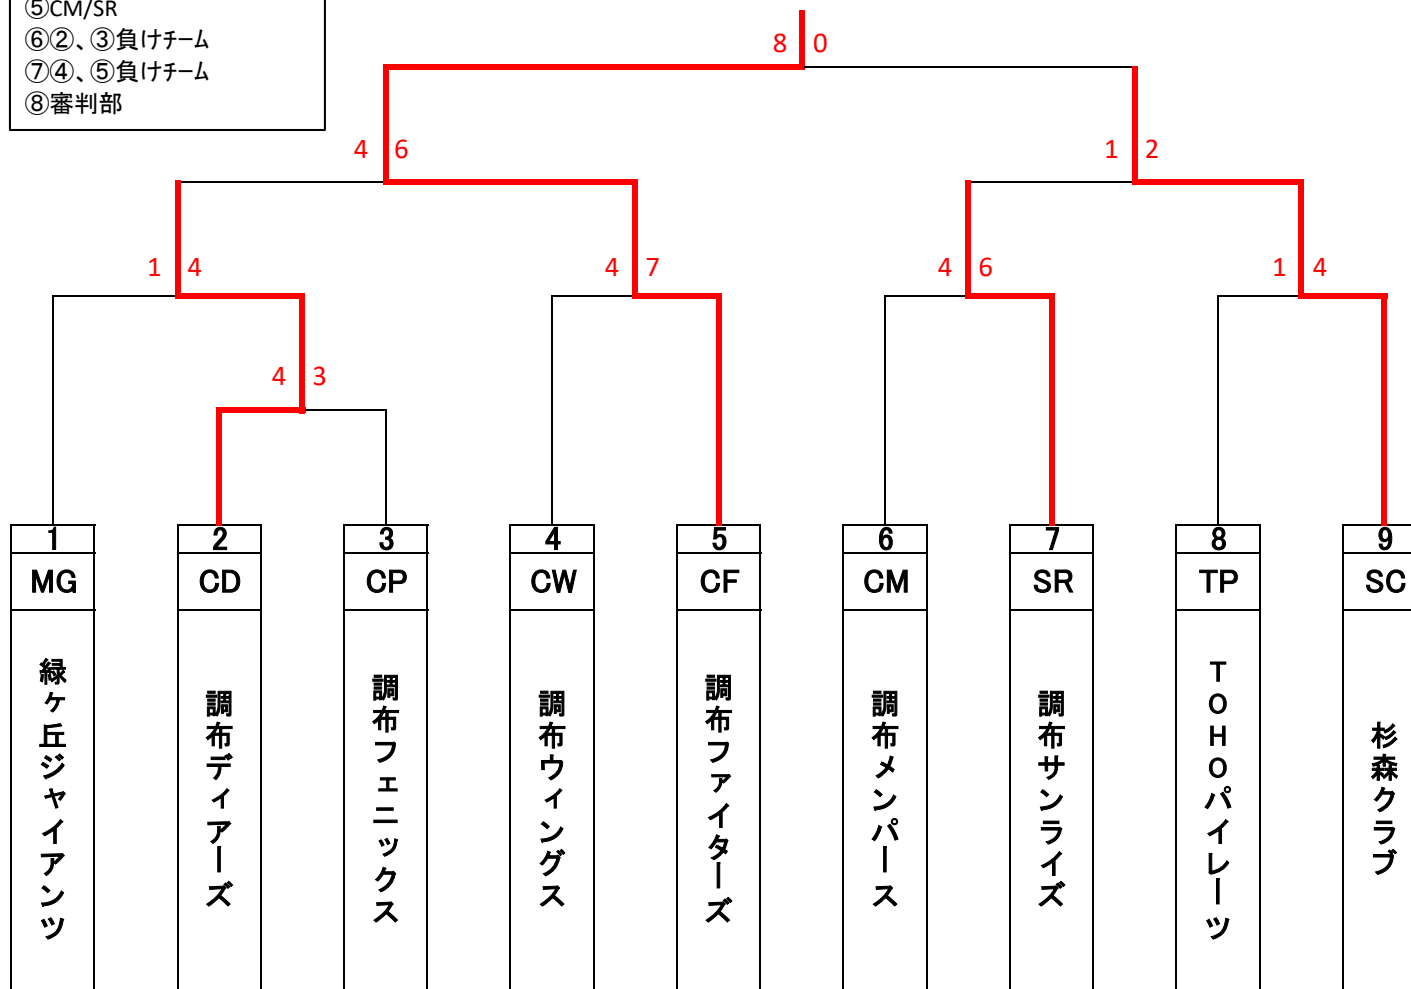 ⑤CM/SR
⑥②、③負けチーム
⑦④、⑤負けチーム
⑧審判部
8 0
4 6
1 2
1 4
4 7
4 6
1 4
4 3
1
2
3
4
5
6
7
8
9
MG
CD
CP
CW
CF
CM
SR
TP
SC
緑ヶ丘ジャイアンツ
調布ディアーズ
調布フェニックス
調布ウィングス
調布ファイターズ
調布メンパース
調布サンライズ
TOHOパイレーツ
杉森クラブ